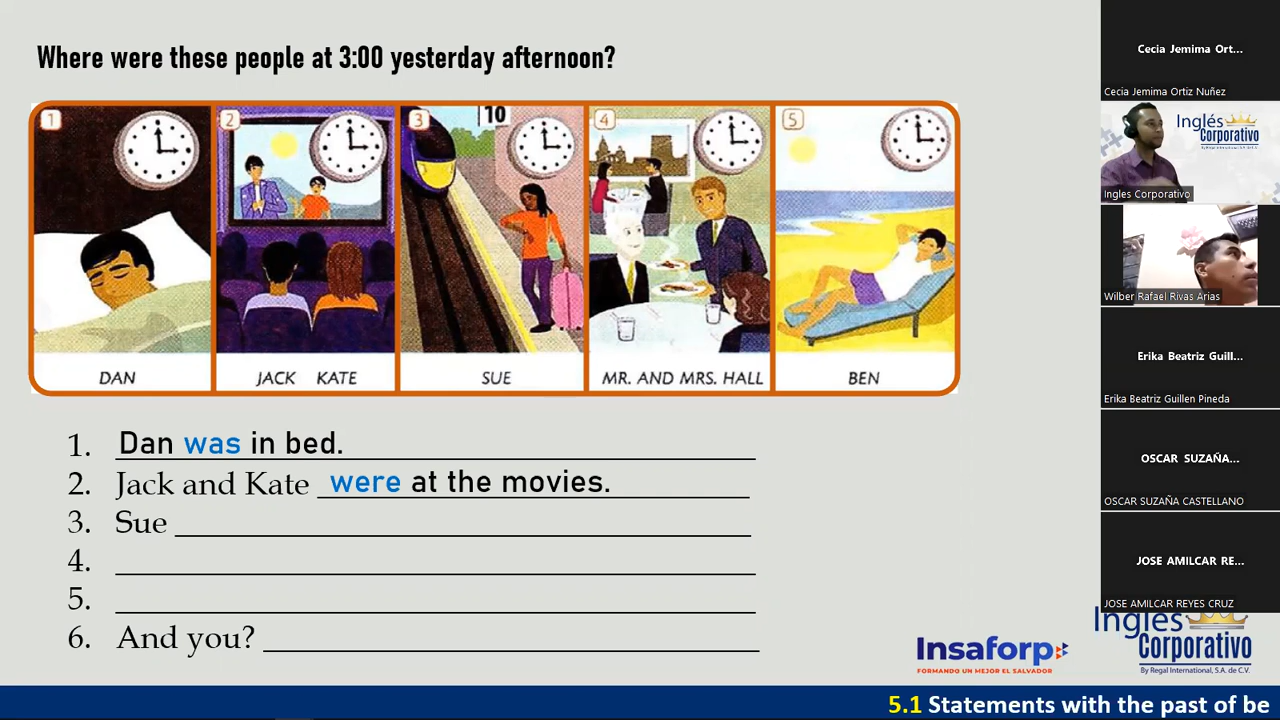 Where were these people at 3:00 yesterday afternoon?
1
2
3
10
4
5
DAN
JACK KATE
SUE
MR. AND MRS. HALL
BEN
1. Dan was in bed.
2. Jack and Kate were at the movies.
3. Sue
4.
5.
6. And you?
Insaforp
FORMANDO UN MEJOR EL SALVADOR
Inglés
Corporativo
By Regal International, S.A. de C.V.
5.1 Statements with the past of be
Cecia Jemima Ort...
Cecia Jemima Ortiz Nuñez
Inglés
Corporativo
Ingles Corporativo
Wilber Rafael Rivas Arias
Erika Beatriz Guill...
Erika Beatriz Guillen Pineda
OSCAR SUZAÑA...
OSCAR SUZAÑA CASTELLANO
JOSE AMILCAR RE...
JOSE AMILCAR REYES CRUZ